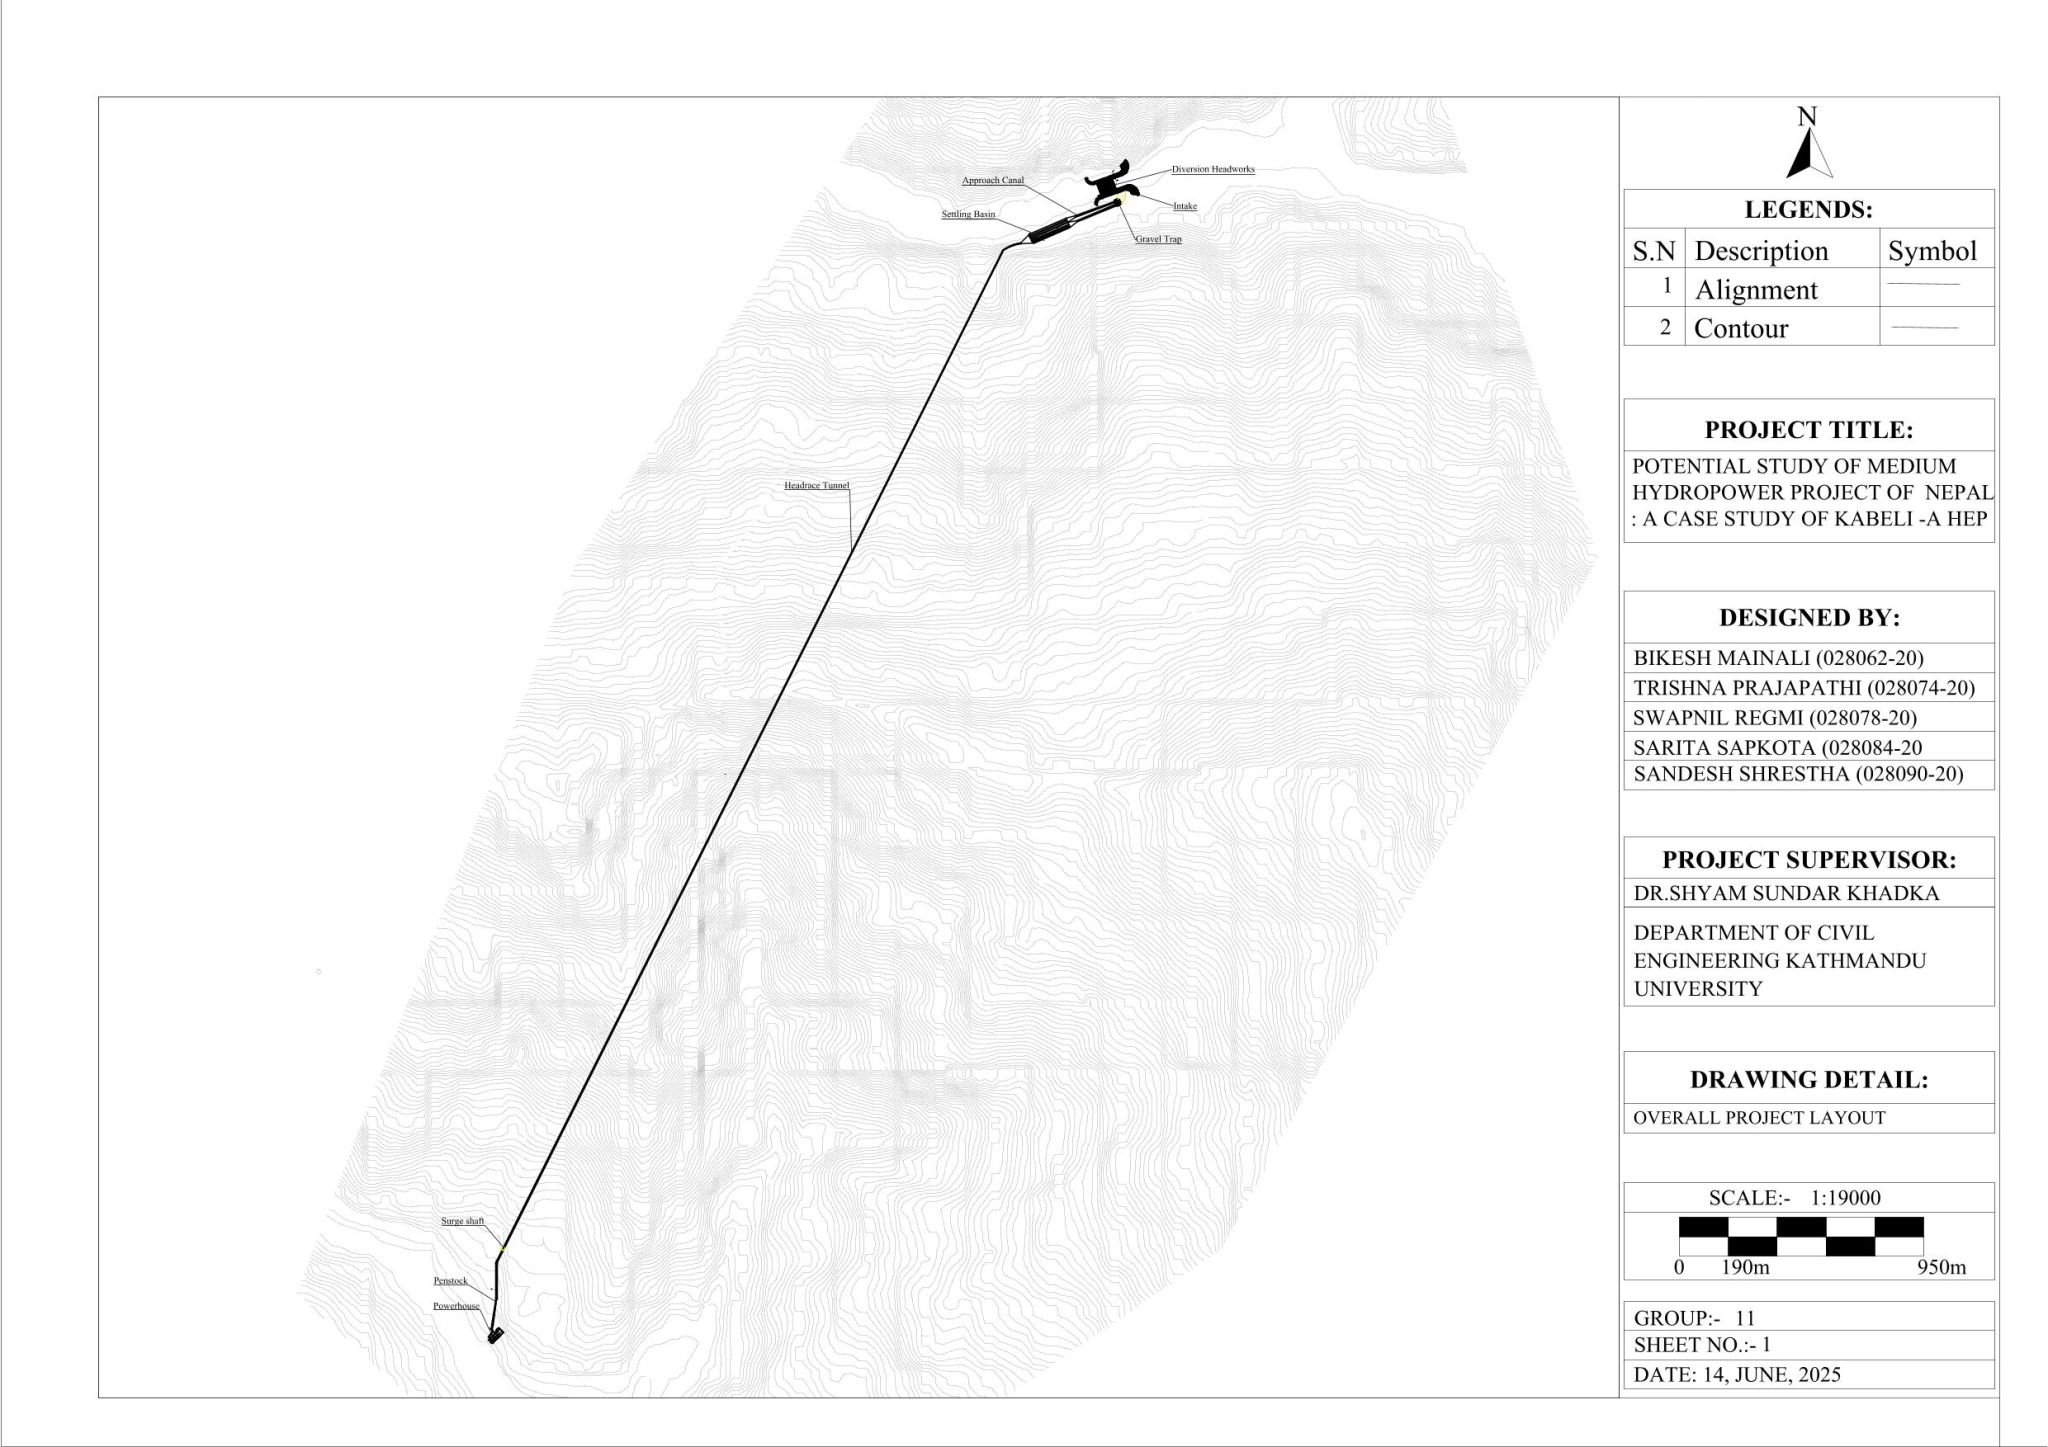 Diversion Headworks
Approach Canal
Intake
Settling Basin
Gravel Trap
Headrace Tunnel
Surge shaft
Penstock
Powerhouse
N
LEGENDS:
S.N Description Symbol
1 Alignment
2 Contour
PROJECT TITLE:
POTENTIAL STUDY OF MEDIUM
HYDROPOWER PROJECT OF NEPAL
: A CASE STUDY OF KABELI -A HEP
DESIGNED BY:
BIKESH MAINALI (028062-20)
TRISHNA PRAJAPATHI (028074-20)
SWAPNIL REGMI (028078-20)
SARITA SAPKOTA (028084-20
SANDESH SHRESTHA (028090-20)
PROJECT SUPERVISOR:
DR.SHYAM SUNDAR KHADKA
DEPARTMENT OF CIVIL
ENGINEERING KATHMANDU
UNIVERSITY
DRAWING DETAIL:
OVERALL PROJECT LAYOUT
SCALE:- 1:19000
0 190m 950m
GROUP:- 11
SHEET NO.:- 1
DATE: 14, JUNE, 2025